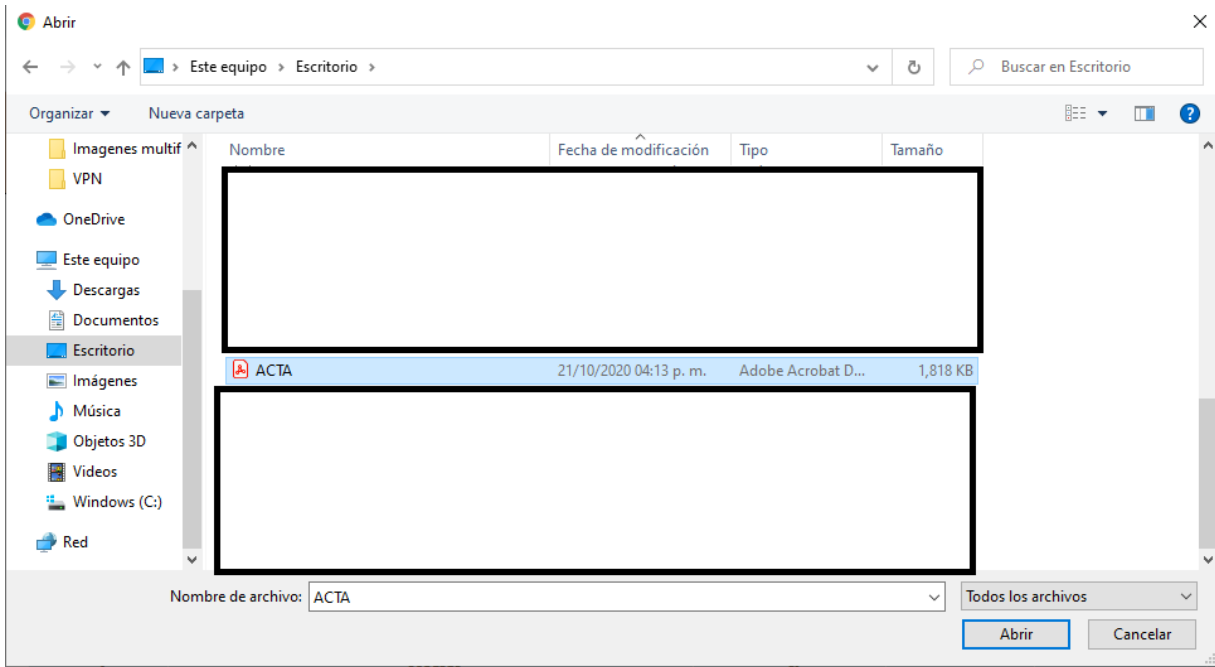 Abrir
Este equipo > Escritorio >
Buscar en Escritorio
Organizar
Nueva carpeta
Nombre
Fecha de modificación
Tipo
Tamaño
Imagenes multif
VPN
OneDrive
Este equipo
Descargas
Documentos
Escritorio
Imágenes
Música
Objetos 3D
Videos
Windows (C:)
Red
ACTA 21/10/2020 04:13 p. m. Adobe Acrobat D... 1,818 KB
Nombre de archivo: ACTA
Todos los archivos
Abrir
Cancelar